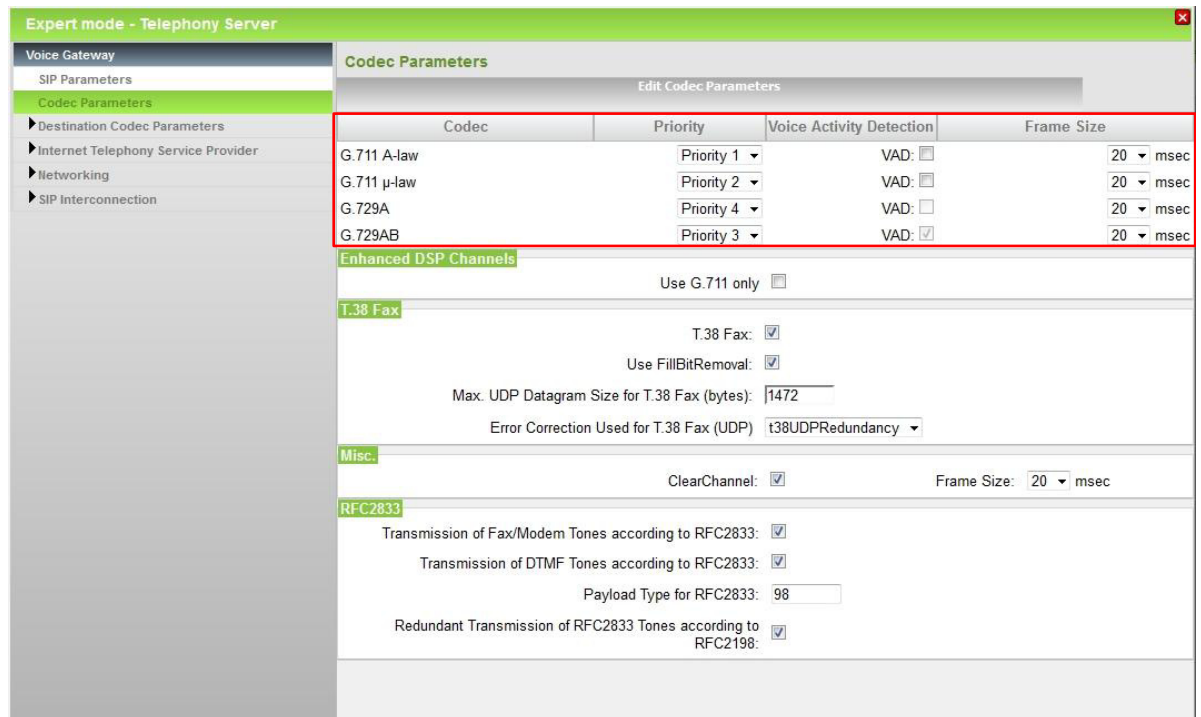 Expert mode - Telephony Server
Voice Gateway
SIP Parameters
Codec Parameters
Destination Codec Parameters
Internet Telephony Service Provider
Networking
SIP Interconnection
Codec Parameters
Edit Codec Parameters
Codec Priority Voice Activity Detection Frame Size
G.711 A-law Priority 1 VAD: 20 msec
G.711 µ-law Priority 2 VAD: 20 msec
G.729A Priority 4 VAD: 20 msec
G.729AB Priority 3 VAD: 20 msec
Enhanced DSP Channels
Use G.711 only
T.38 Fax
T.38 Fax:
Use FillBitRemoval:
Max. UDP Datagram Size for T.38 Fax (bytes): 1472
Error Correction Used for T.38 Fax (UDP) t38UDPRedundancy
Misc.
ClearChannel: Frame Size: 20 msec
RFC2833
Transmission of Fax/Modem Tones according to RFC2833:
Transmission of DTMF Tones according to RFC2833:
Payload Type for RFC2833: 98
Redundant Transmission of RFC2833 Tones according to
RFC2198: